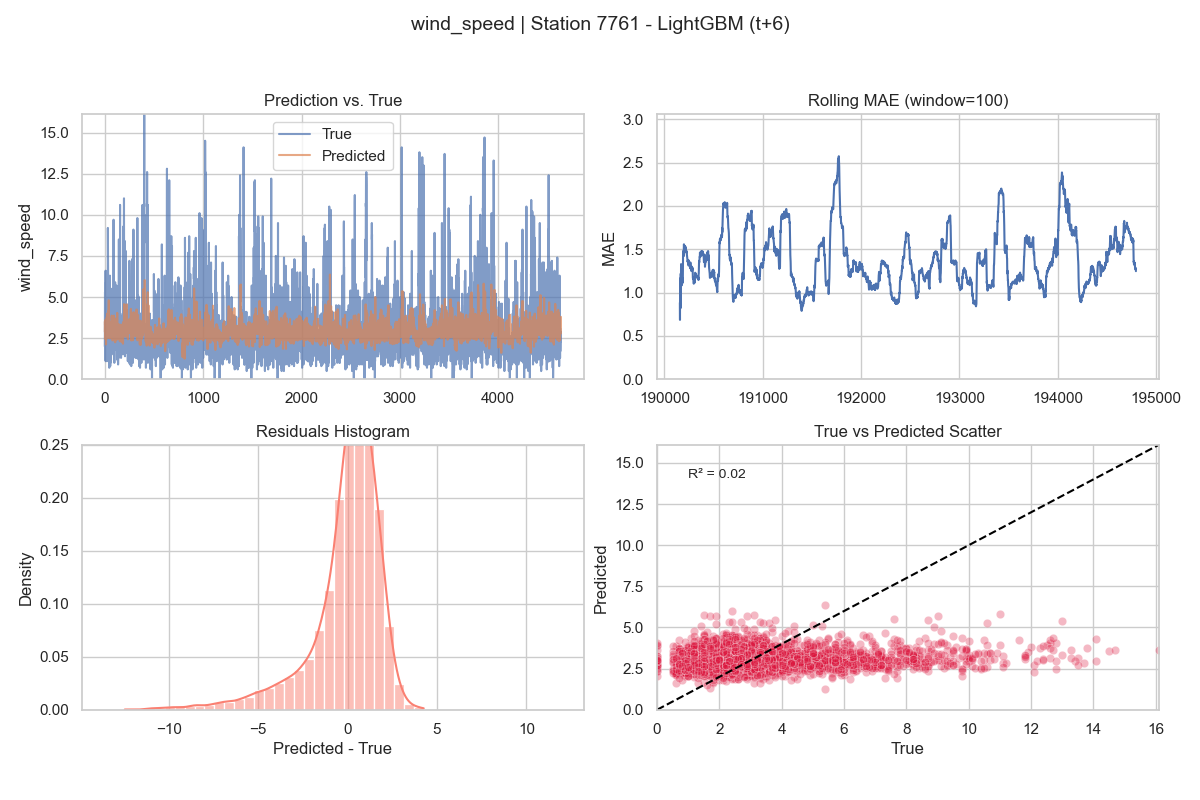 wind_speed | Station 7761 - LightGBM (t+6)
Prediction vs. True
True
Predicted
wind_speed
15.0
12.5
10.0
7.5
5.0
2.5
0.0
0 1000 2000 3000 4000
Rolling MAE (window=100)
MAE
3.0
2.5
2.0
1.5
1.0
0.5
0.0
190000 191000 192000 193000 194000 195000
Residuals Histogram
Density
0.25
0.20
0.15
0.10
0.05
0.00
−10 −5 0 5 10
Predicted - True
True vs Predicted Scatter
R² = 0.02
Predicted
15.0
12.5
10.0
7.5
5.0
2.5
0.0
0 2 4 6 8 10 12 14 16
True